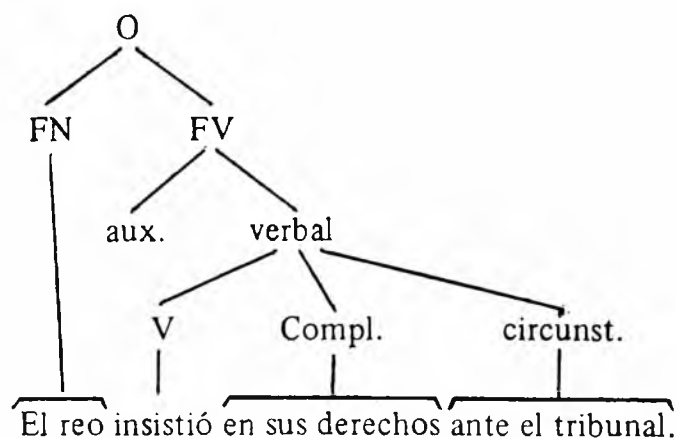 O
FN FV
aux. verbal
V Compl. circunst.
El reo insistió en sus derechos ante el tribunal.